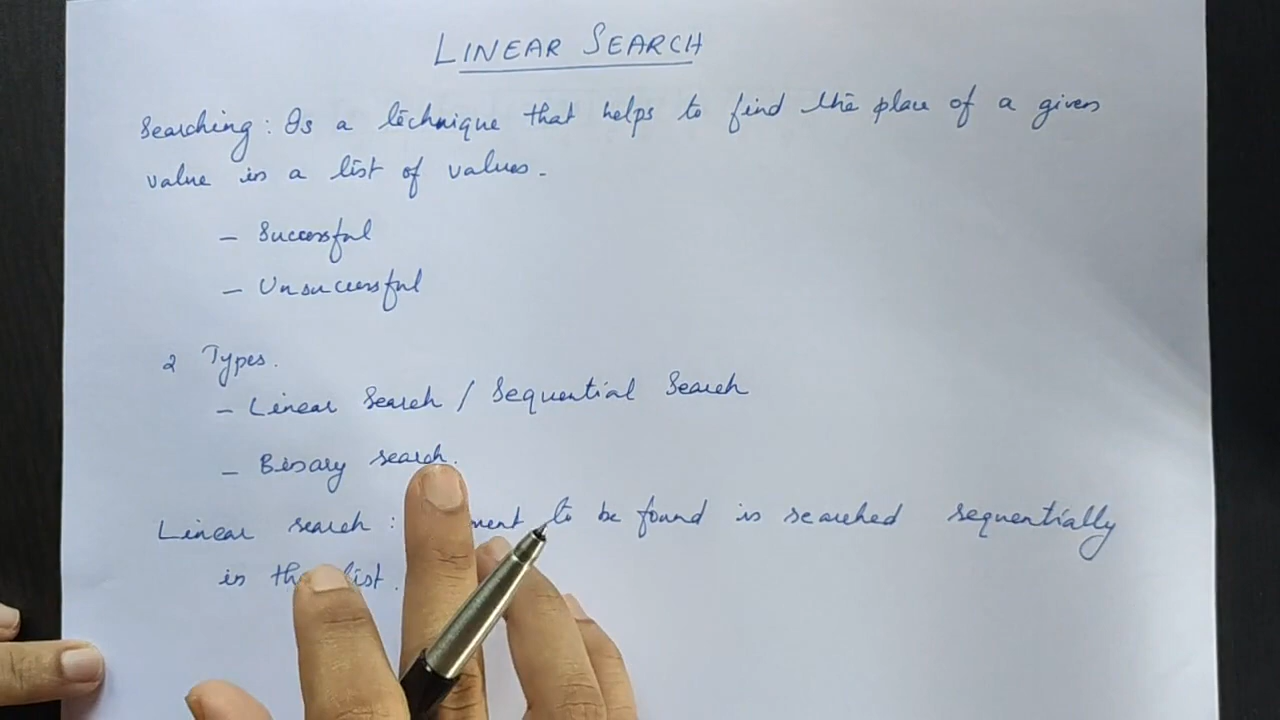 LINEAR SEARCH
Searching: Is a technique that helps to find the place of a given
value in a list of values.
- Successful
- Unsuccessful
2 Types.
- Linear Search / Sequential Search
- Binary search.
Linear search : to be found is searched sequentially
in the list.